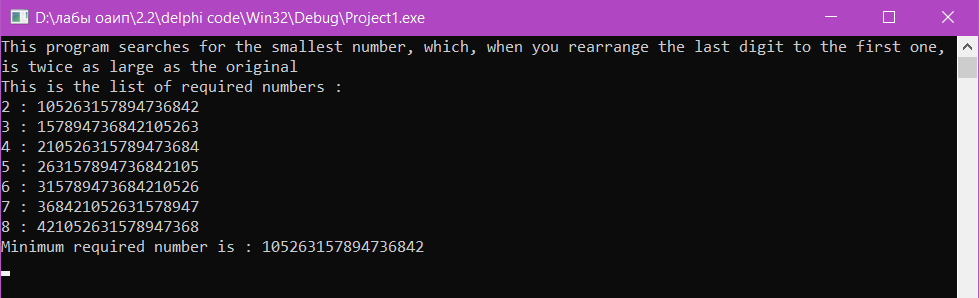 D:\лабы оаип\2.2\delphi code\Win32\Debug\Project1.exe
This program searches for the smallest number, which, when you rearrange the last digit to the first one,
is twice as large as the original
This is the list of required numbers :
2 : 105263157894736842
3 : 157894736842105263
4 : 210526315789473684
5 : 263157894736842105
6 : 315789473684210526
7 : 368421052631578947
8 : 421052631578947368
Minimum required number is : 105263157894736842